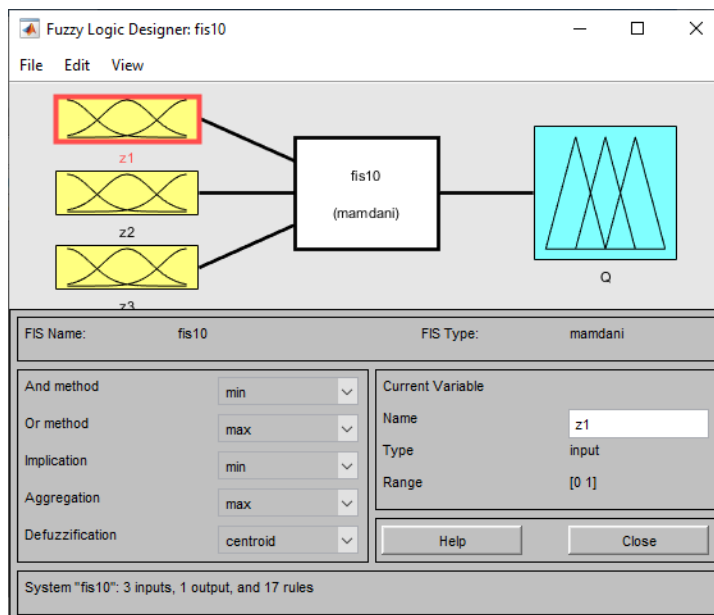 Fuzzy Logic Designer: fis10
File Edit View
z1
fis10
(mamdani)
z2
Q
z3
FIS Name: fis10 FIS Type: mamdani
And method min
Or method max
Implication min
Aggregation max
Defuzzification centroid
Current Variable
Name z1
Type input
Range [0 1]
Help Close
System "fis10": 3 inputs, 1 output, and 17 rules